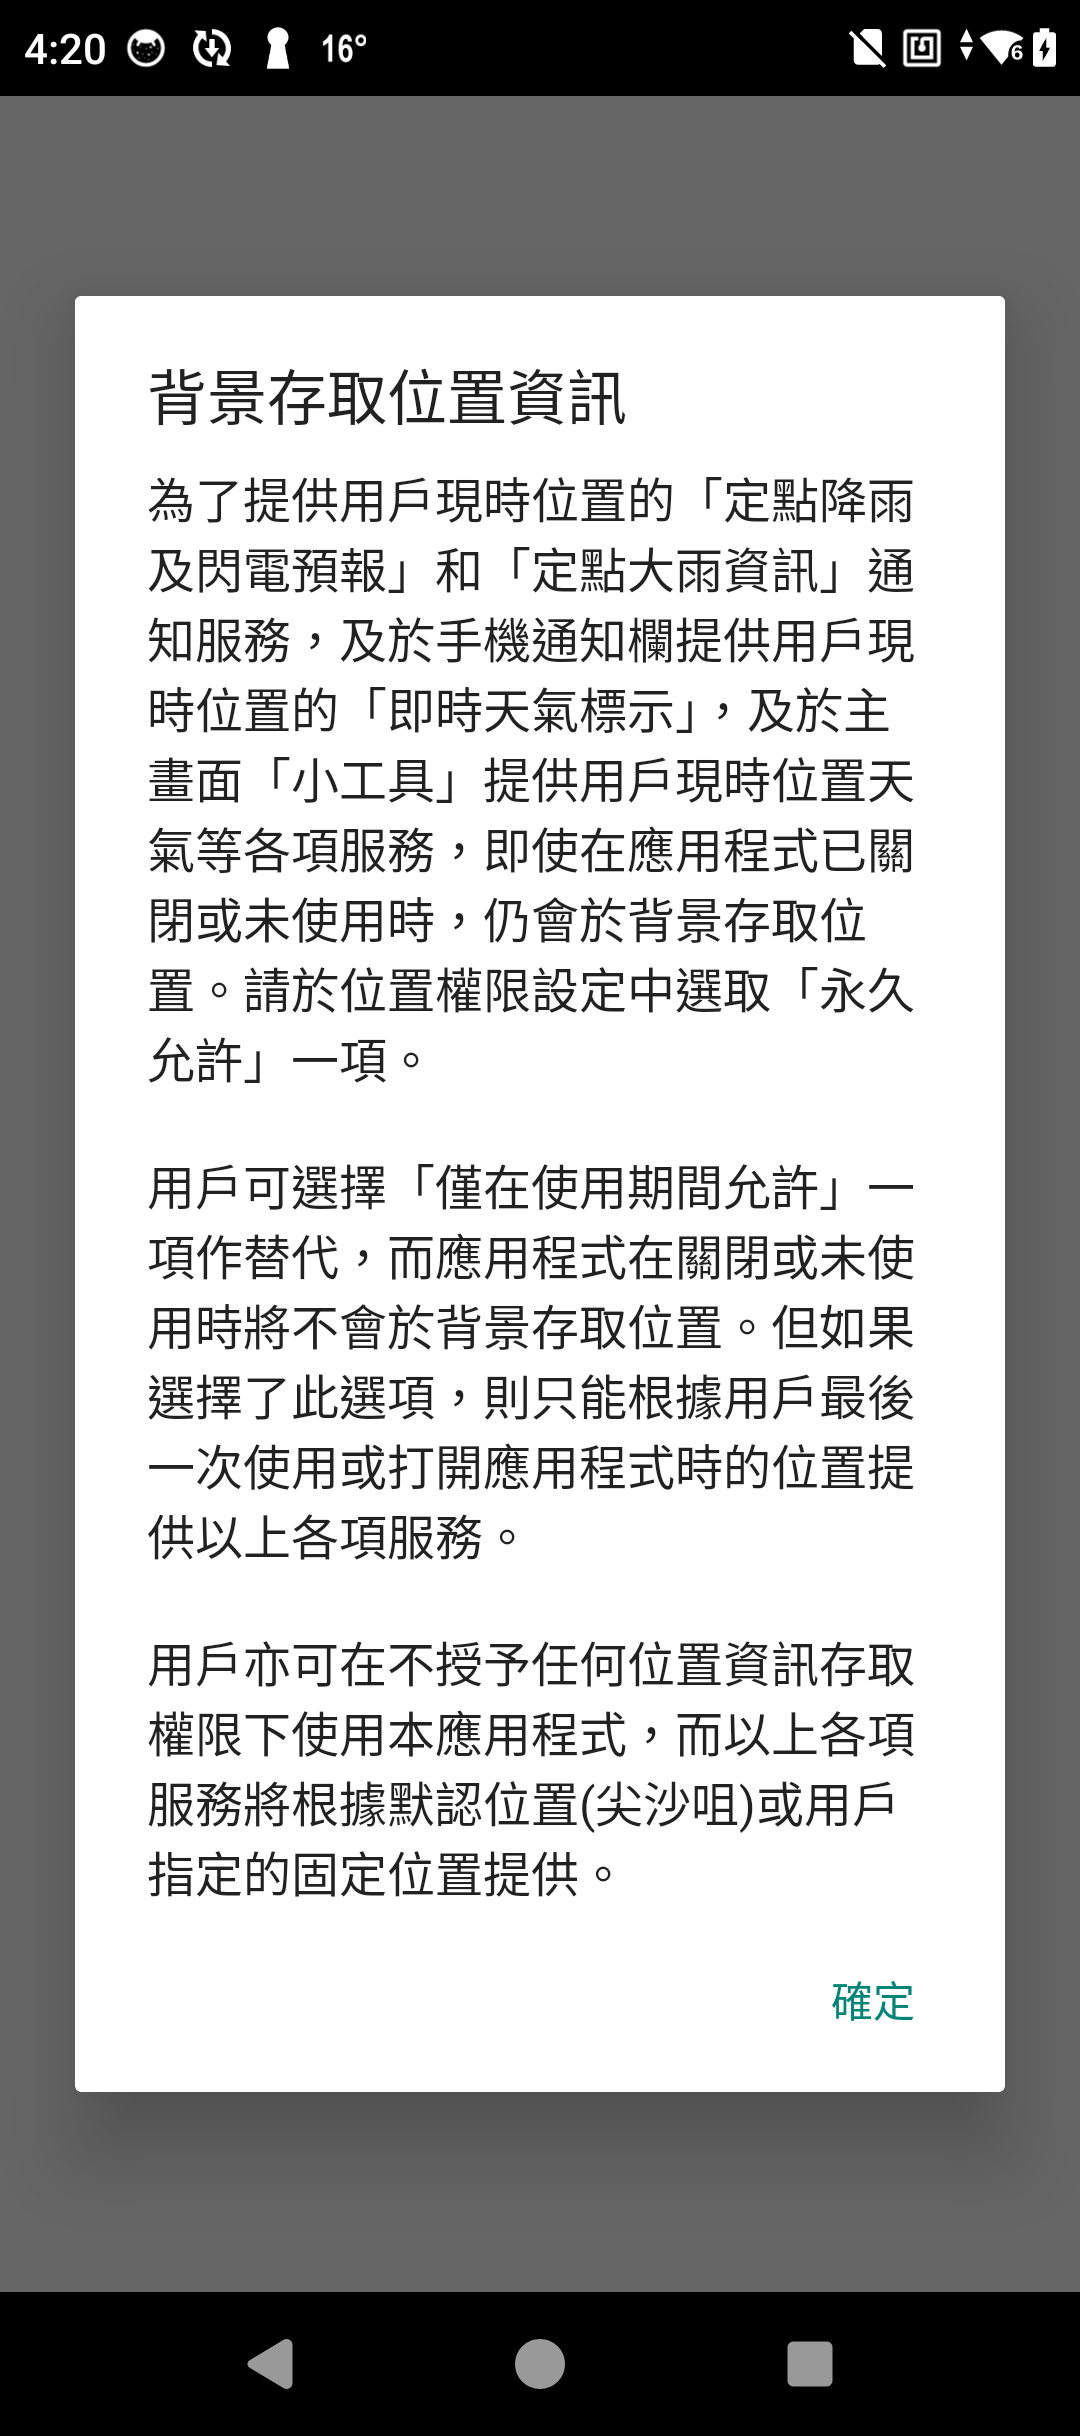 4:20
16°
6
背景存取位置資訊
為了提供用戶現時位置的「定點降雨
及閃電預報」和「定點大雨資訊」通
知服務，及於手機通知欄提供用戶現
時位置的「即時天氣標示」，及於主
畫面「小工具」提供用戶現時位置天
氣等各項服務，即使在應用程式已關
閉或未使用時，仍會於背景存取位
置。請於位置權限設定中選取「永久
允許」一項。
用戶可選擇「僅在使用期間允許」一
項作替代，而應用程式在關閉或未使
用時將不會於背景存取位置。但如果
選擇了此選項，則只能根據用戶最後
一次使用或打開應用程式時的位置提
供以上各項服務。
用戶亦可在不授予任何位置資訊存取
權限下使用本應用程式，而以上各項
服務將根據默認位置(尖沙咀)或用戶
指定的固定位置提供。
確定